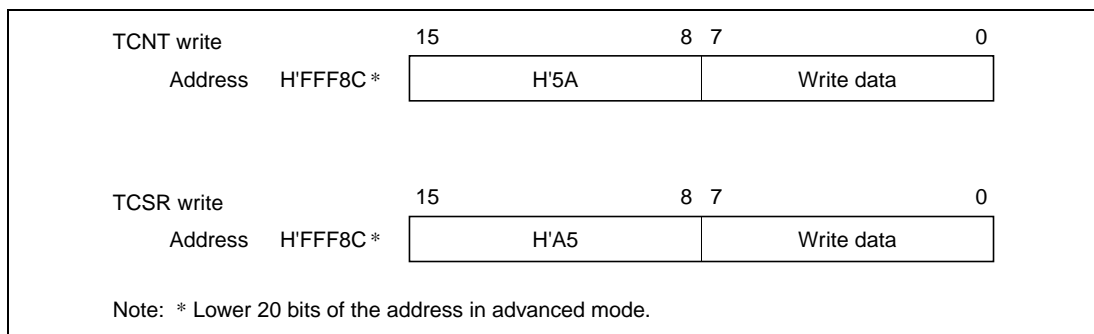 TCNT write 15 8 7 0
Address H'FFF8C * H'5A Write data
TCSR write 15 8 7 0
Address H'FFF8C * H'A5 Write data
Note: * Lower 20 bits of the address in advanced mode.